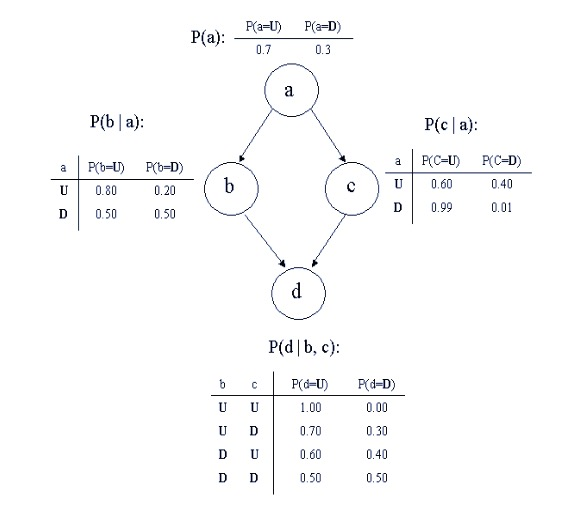 P(a): P(a=U) P(a=D)
0.7 0.3
a
P(b | a):
a P(b=U) P(b=D)
U 0.80 0.20
D 0.50 0.50
b
c
P(c | a):
a P(C=U) P(C=D)
U 0.60 0.40
D 0.99 0.01
d
P(d | b, c):
b c P(d=U) P(d=D)
U U 1.00 0.00
U D 0.70 0.30
D U 0.60 0.40
D D 0.50 0.50